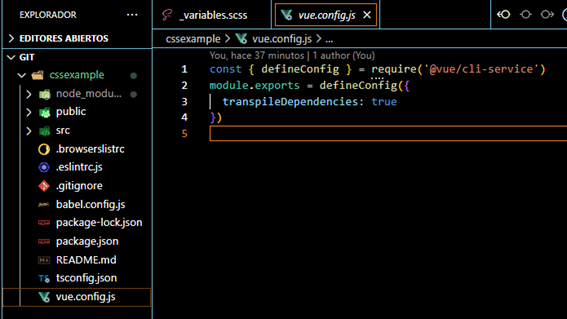 EXPLORADOR ...
EDITORES ABIERTOS
GIT
cssexample
node_modu...
public
src
.browserslistrc
.eslintrc.js
.gitignore
babel.config.js
package-lock.json
package.json
README.md
TS tsconfig.json
vue.config.js
_variables.scss
vue.config.js
cssexample > vue.config.js > ...
You, hace 37 minutos | 1 author (You)
1 const { defineConfig } = require('@vue/cli-service')
2 module.exports = defineConfig({
3 transpileDependencies: true
4 })
5